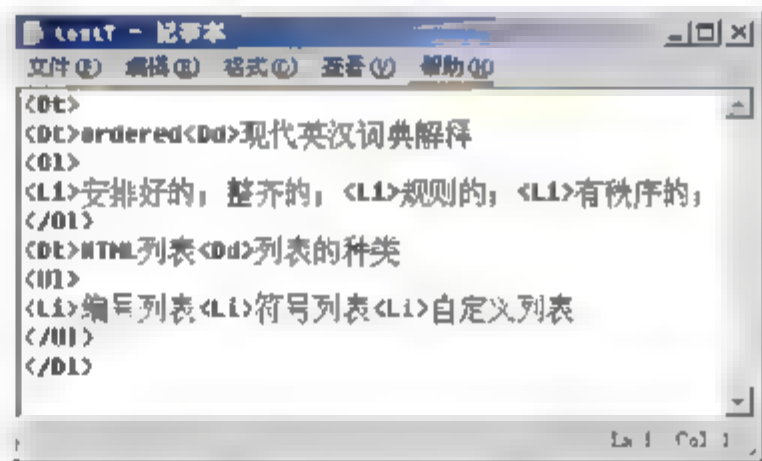 test7 - 记事本
文件(F) 编辑(E) 格式(O) 查看(V) 帮助(H)
<Dt>
<Dt>ordered<Dd>现代英汉词典解释
<Ol>
<Li>安排好的；整齐的；<Li>规则的；<Li>有秩序的；
</Ol>
<Dt>HTML列表<Dd>列表的种类
<Ul>
<Li>编号列表<Li>符号列表<Li>自定义列表
</Ul>
</Dl>
Ln 1 Col 1